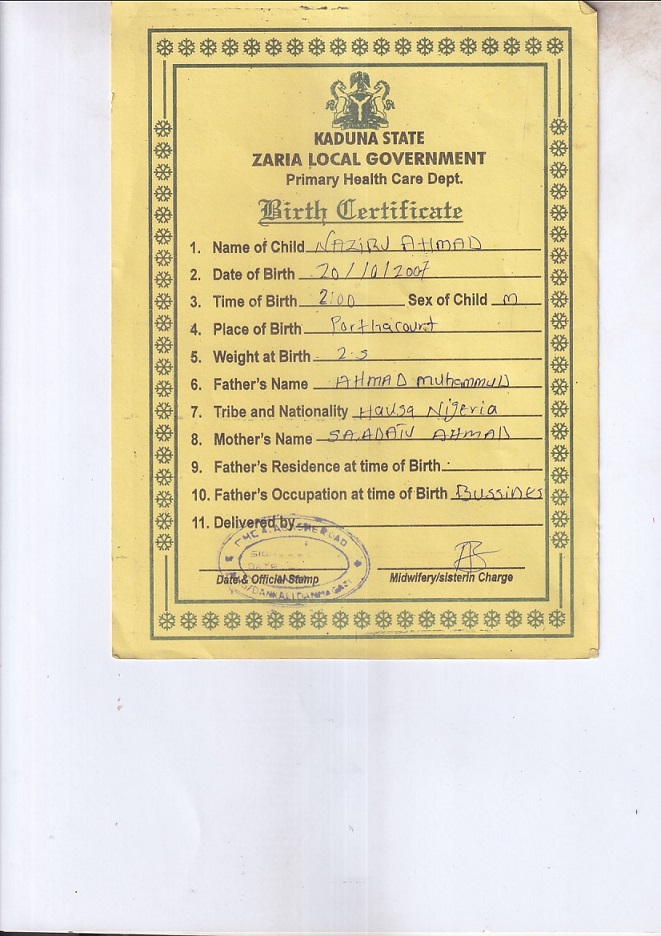 KADUNA STATE
ZARIA LOCAL GOVERNMENT
Primary Health Care Dept.
Birth Certificate
1. Name of Child NAZIRU AHMAD
2. Date of Birth 20/10/2007
3. Time of Birth 2:00 Sex of Child M
4. Place of Birth Porthacourt
5. Weight at Birth 2.5
6. Father's Name AHMAD Muhammud
7. Tribe and Nationality Hausa Nigeria
8. Mother's Name SA,ADATU AHMAD
9. Father's Residence at time of Birth
10. Father's Occupation at time of Birth Bussines
11. Delivered by
Date & Official Stamp Midwifery/sisterin Charge